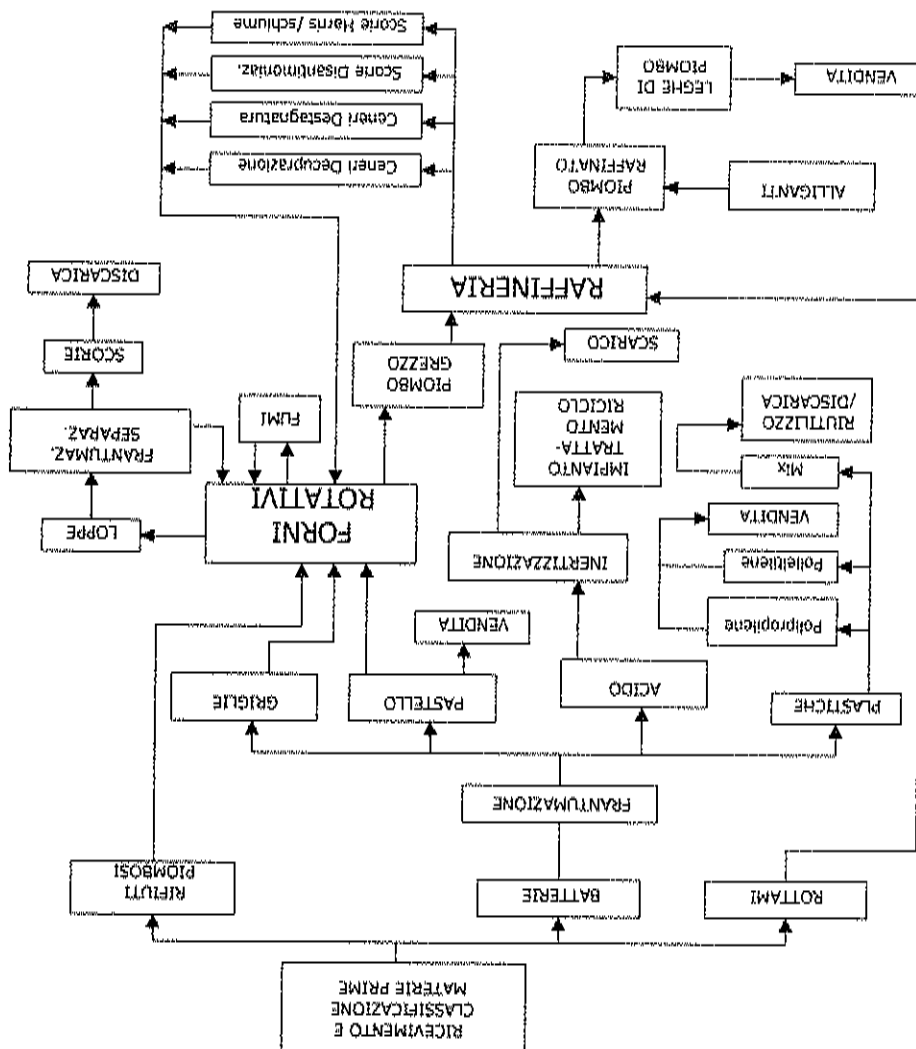 RICEVIMENTO E
CLASSIFICAZIONE
MATERIE PRIME
ROTTAMI
BATTERIE
RIFIUTI
PIOMBOSI
FRANTUMAZIONE
PLASTICHE
ACIDO
PASTELLO
GRIGLIE
Polipropilene
Polieltilene
VENDITA
Mix
RIUTILIZZO
/DISCARICA
VENDITA
INERTIZZAZIONE
IMPIANTO
TRATTA-
MENTO
RICICLO
SCARICO
FORNI
ROTATIVI
LOPPE
FRANTUMAZ.
SEPARAZ.
SCORIE
DISCARICA
FUMI
PIOMBO
GREZZO
RAFFINERIA
ALLIGANTI
PIOMBO
RAFFINATO
LEGHE DI
PIOMBO
VENDITA
Ceneri Decuprazione
Ceneri Destagnatura
Scorie Disantimoniaz.
Scorie Harris /schiume